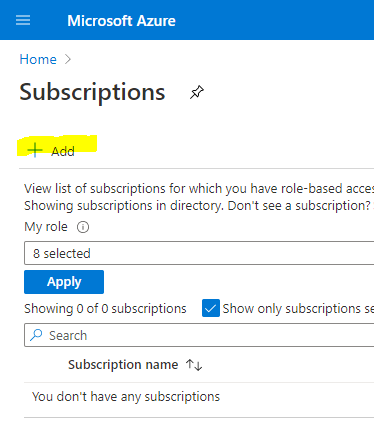 Microsoft Azure
Home
Subscriptions
Add
View list of subscriptions for which you have role-based acce
Showing subscriptions in directory. Don't see a subscription?
My role
8 selected
Apply
Showing 0 of 0 subscriptions Show only subscriptions se
Search
Subscription name
You don't have any subscriptions